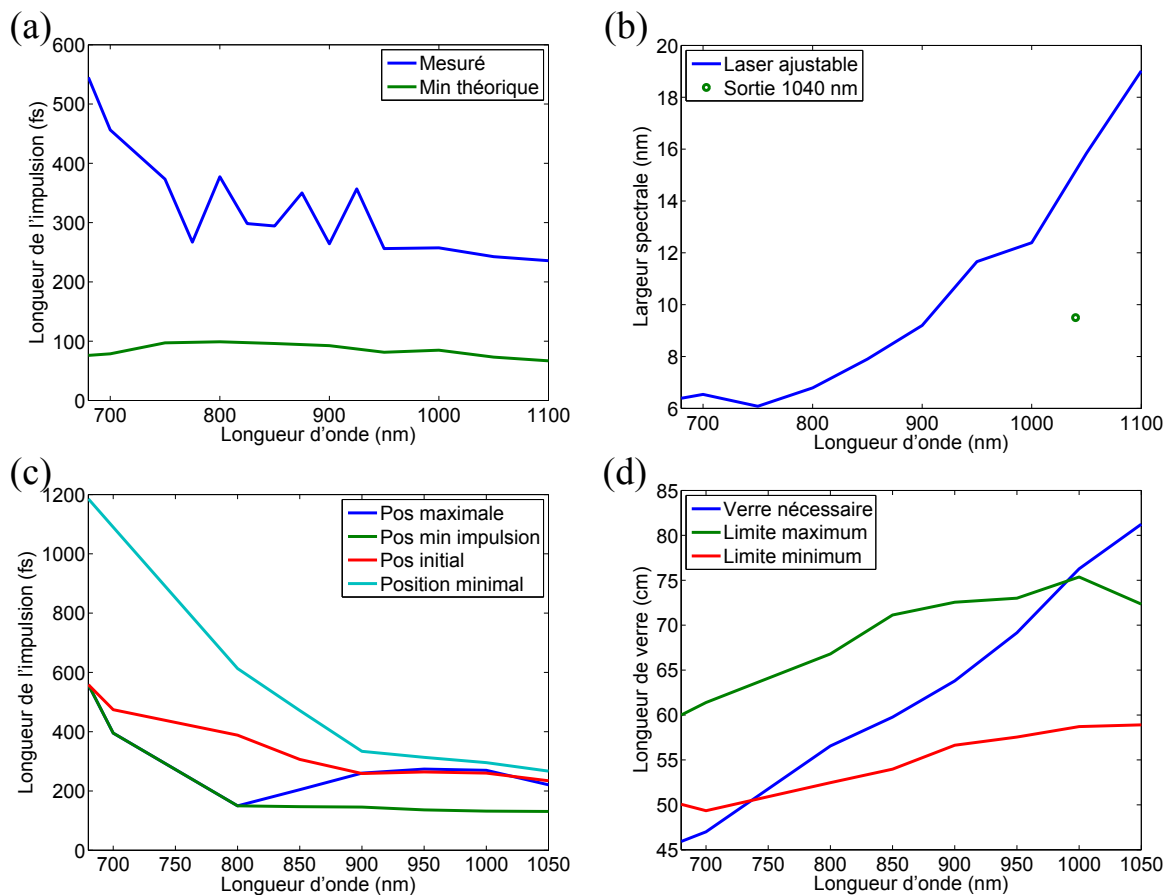 (a)
600
500
400
300
200
100
0
Longueur de l'impulsion (fs)
Mesuré
Min théorique
700 800 900 1000 1100
Longueur d'onde (nm)
(b)
20
18
16
14
12
10
8
6
Largeur spectrale (nm)
Laser ajustable
Sortie 1040 nm
700 800 900 1000 1100
Longueur d'onde (nm)
(c)
1200
1000
800
600
400
200
0
Longueur de l'impulsion (fs)
Pos maximale
Pos min impulsion
Pos initial
Position minimal
700 750 800 850 900 950 1000 1050
Longueur d'onde (nm)
(d)
85
80
75
70
65
60
55
50
45
Longueur de verre (cm)
Verre nécessaire
Limite maximum
Limite minimum
700 750 800 850 900 950 1000 1050
Longueur d'onde (nm)